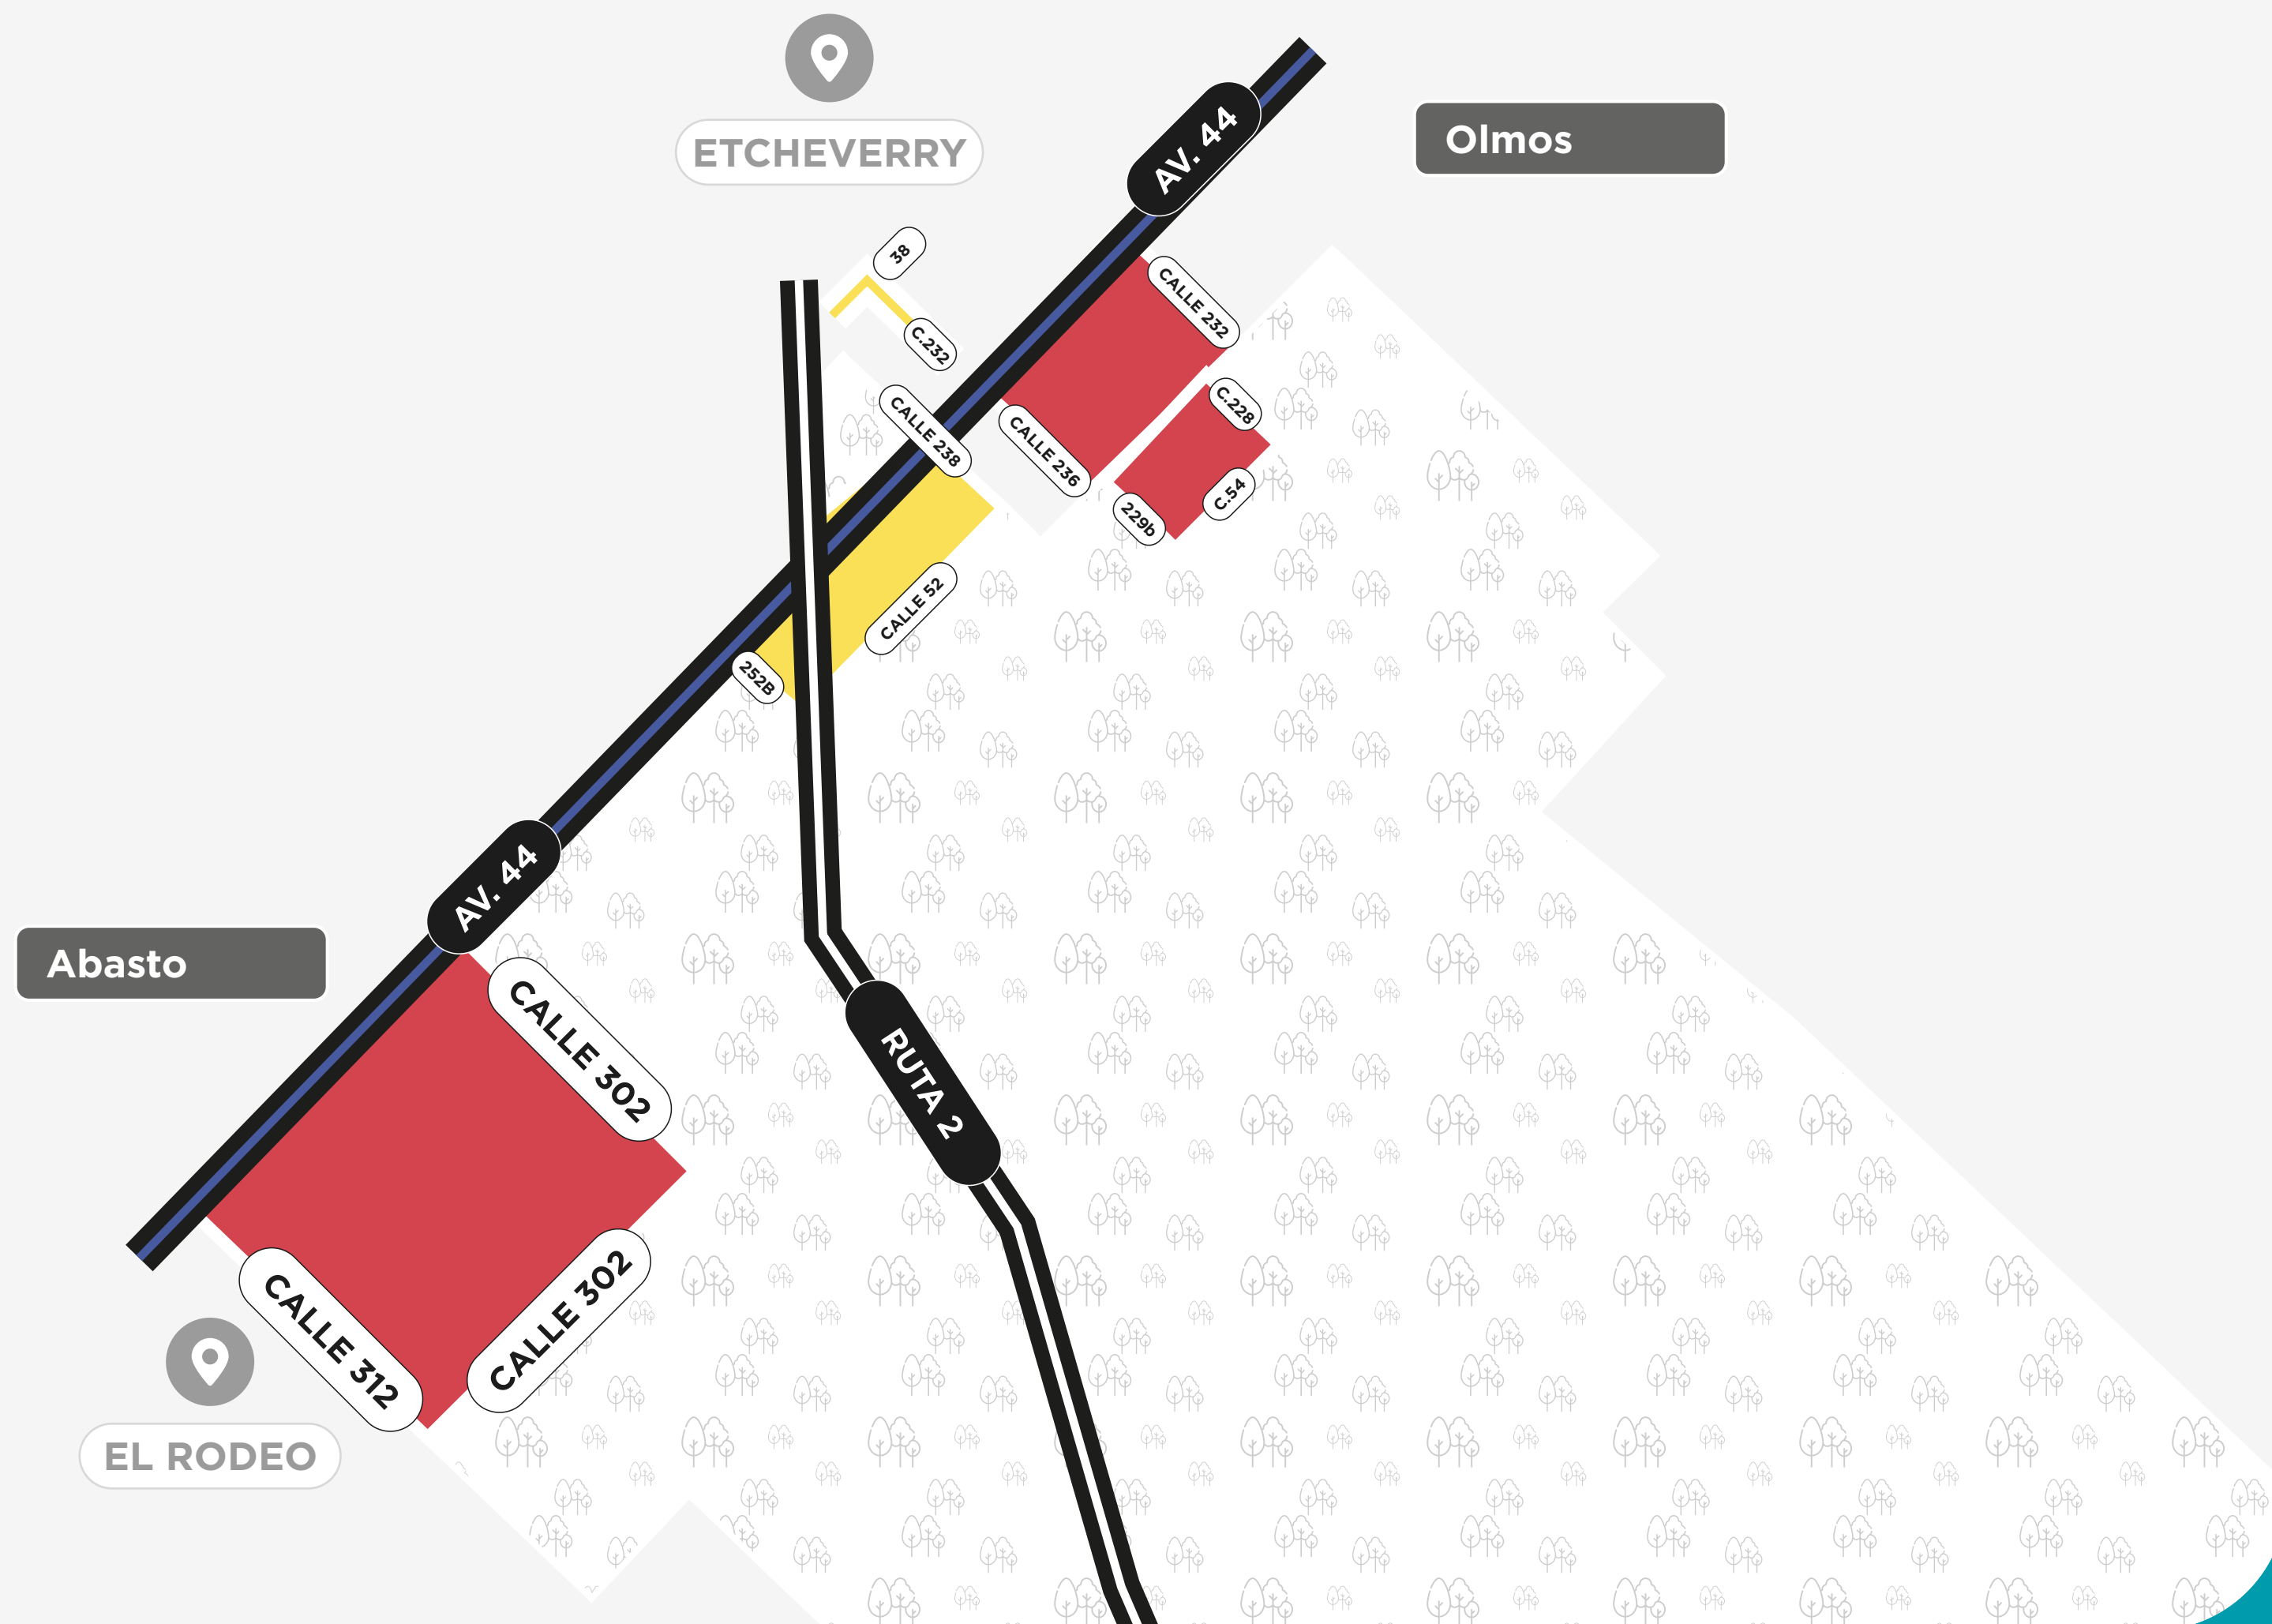 ETCHEVERRY
AV. 44
Olmos
38
C.232
CALLE 232
CALLE 238
CALLE 236
C.228
229b
C.54
CALLE 52
252B
AV. 44
Abasto
CALLE 302
RUTA 2
CALLE 312
CALLE 302
EL RODEO